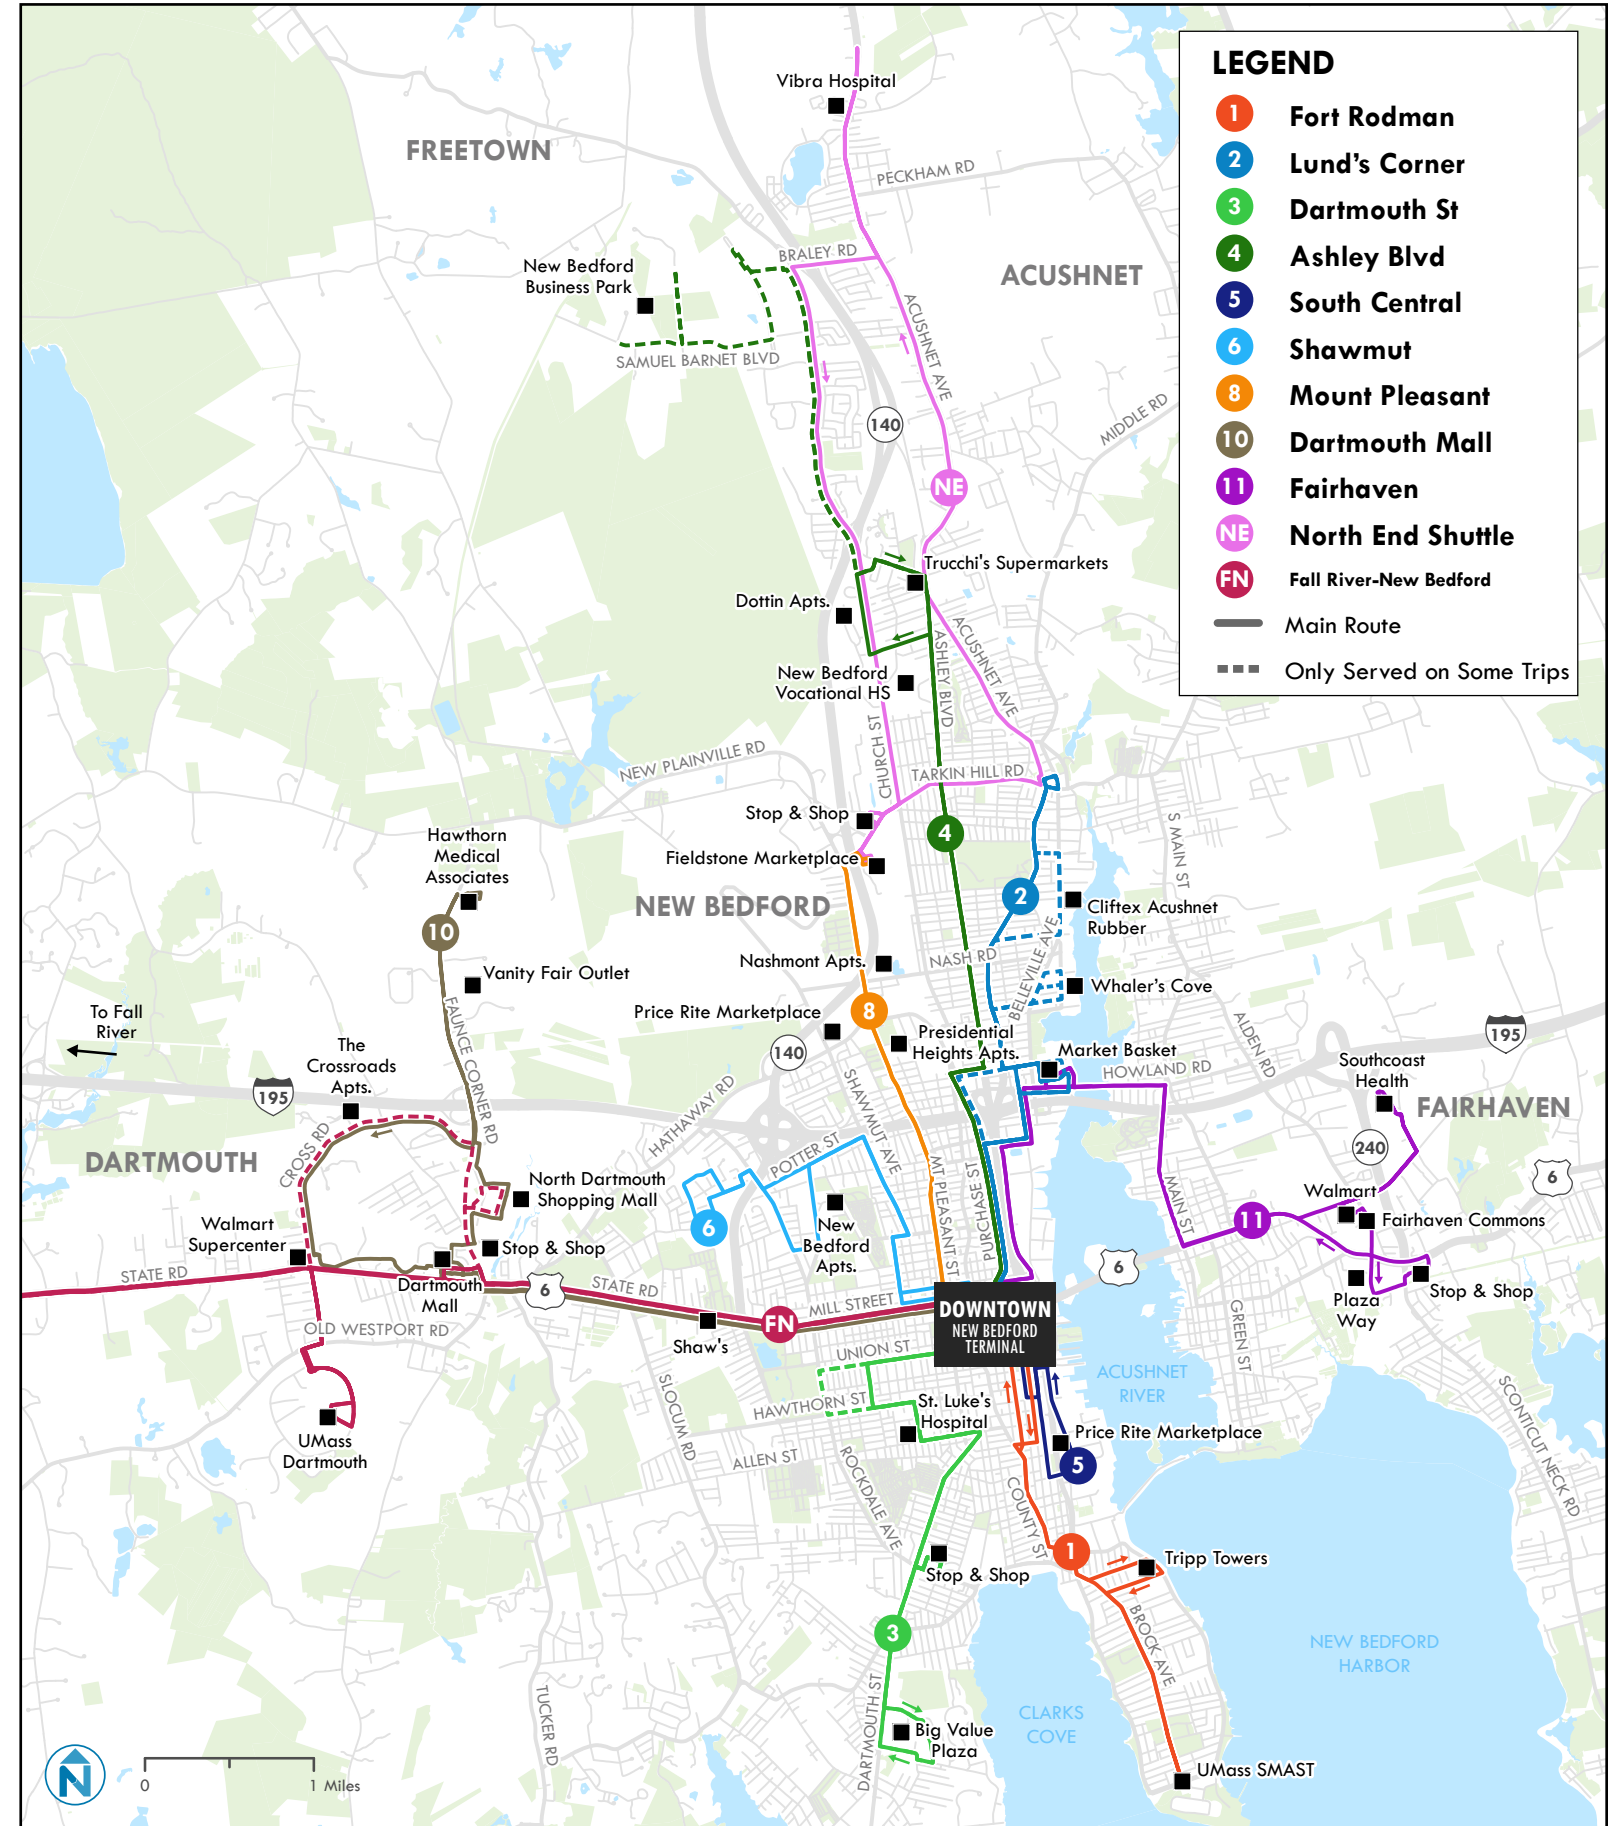 LEGEND
1 Fort Rodman
2 Lund's Corner
3 Dartmouth St
4 Ashley Blvd
5 South Central
6 Shawmut
8 Mount Pleasant
10 Dartmouth Mall
11 Fairhaven
NE North End Shuttle
FN Fall River-New Bedford
Main Route
Only Served on Some Trips
Vibra Hospital
FREETOWN
PECKHAM RD
BRALEY RD
New Bedford
Business Park
ACUSHNET
SAMUEL BARNET BLVD
ACUSHNET AVE
MIDDLE RD
140
NE
Trucchi's Supermarkets
Dottin Apts.
ACUSHNET AVE
ASHLEY BLVD
New Bedford
Vocational HS
CHURCH ST
NEW PLAINVILLE RD
TARKIN HILL RD
Stop & Shop
S MAIN ST
4
Hawthorn
Medical
Associates
Fieldstone Marketplace
NEW BEDFORD
2
Cliftex Acushnet
Rubber
10
BELLEVILLE AVE
NASH RD
Nashmont Apts.
Vanity Fair Outlet
Whaler's Cove
To Fall
River
FAUNCE CORNER RD
Price Rite Marketplace
8
Presidential
Heights Apts.
ALDEN RD
195
The
Crossroads
Apts.
140
Market Basket
HOWLAND RD
Southcoast
Health
195
HATHAWAY RD
SHAWMUT AVE
FAIRHAVEN
CROSS RD
DARTMOUTH
POTTER ST
240
6
MT PLEASANT ST
PURCHASE ST
MAIN ST
North Dartmouth
Shopping Mall
Walmart
6
New
Bedford
Apts.
11
Fairhaven Commons
Walmart
Supercenter
Stop & Shop
STATE RD
Dartmouth
Mall
6
STATE RD
6
MILL STREET
DOWNTOWN
NEW BEDFORD
TERMINAL
Plaza
Way
Stop & Shop
FN
OLD WESTPORT RD
Shaw's
UNION ST
GREEN ST
ACUSHNET
RIVER
SLOCUM RD
HAWTHORN ST
St. Luke's
Hospital
SCONTICUT NECK RD
UMass
Dartmouth
Price Rite Marketplace
ALLEN ST
5
ROCKDALE AVE
COUNTY ST
1
Tripp Towers
Stop & Shop
BROCK AVE
3
NEW BEDFORD
HARBOR
TUCKER RD
DARTMOUTH ST
CLARKS
COVE
Big Value
Plaza
UMass SMAST
N
0 1 Miles